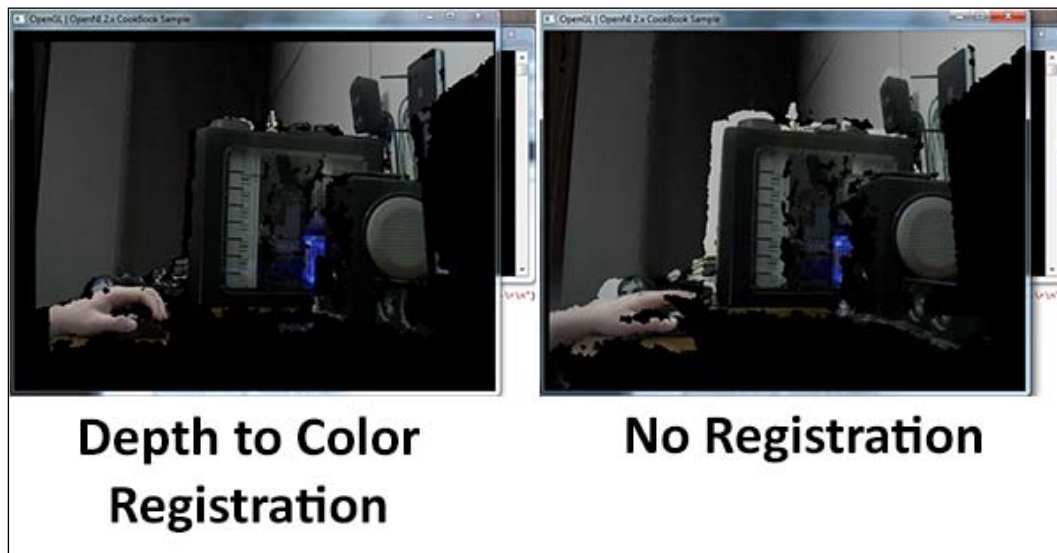 OpenGL | OpenNI 2.x CookBook Sample
OpenGL | OpenNI 2.x CookBook Sample
\r\n")
\r\n"
Depth to Color
Registration
No Registration